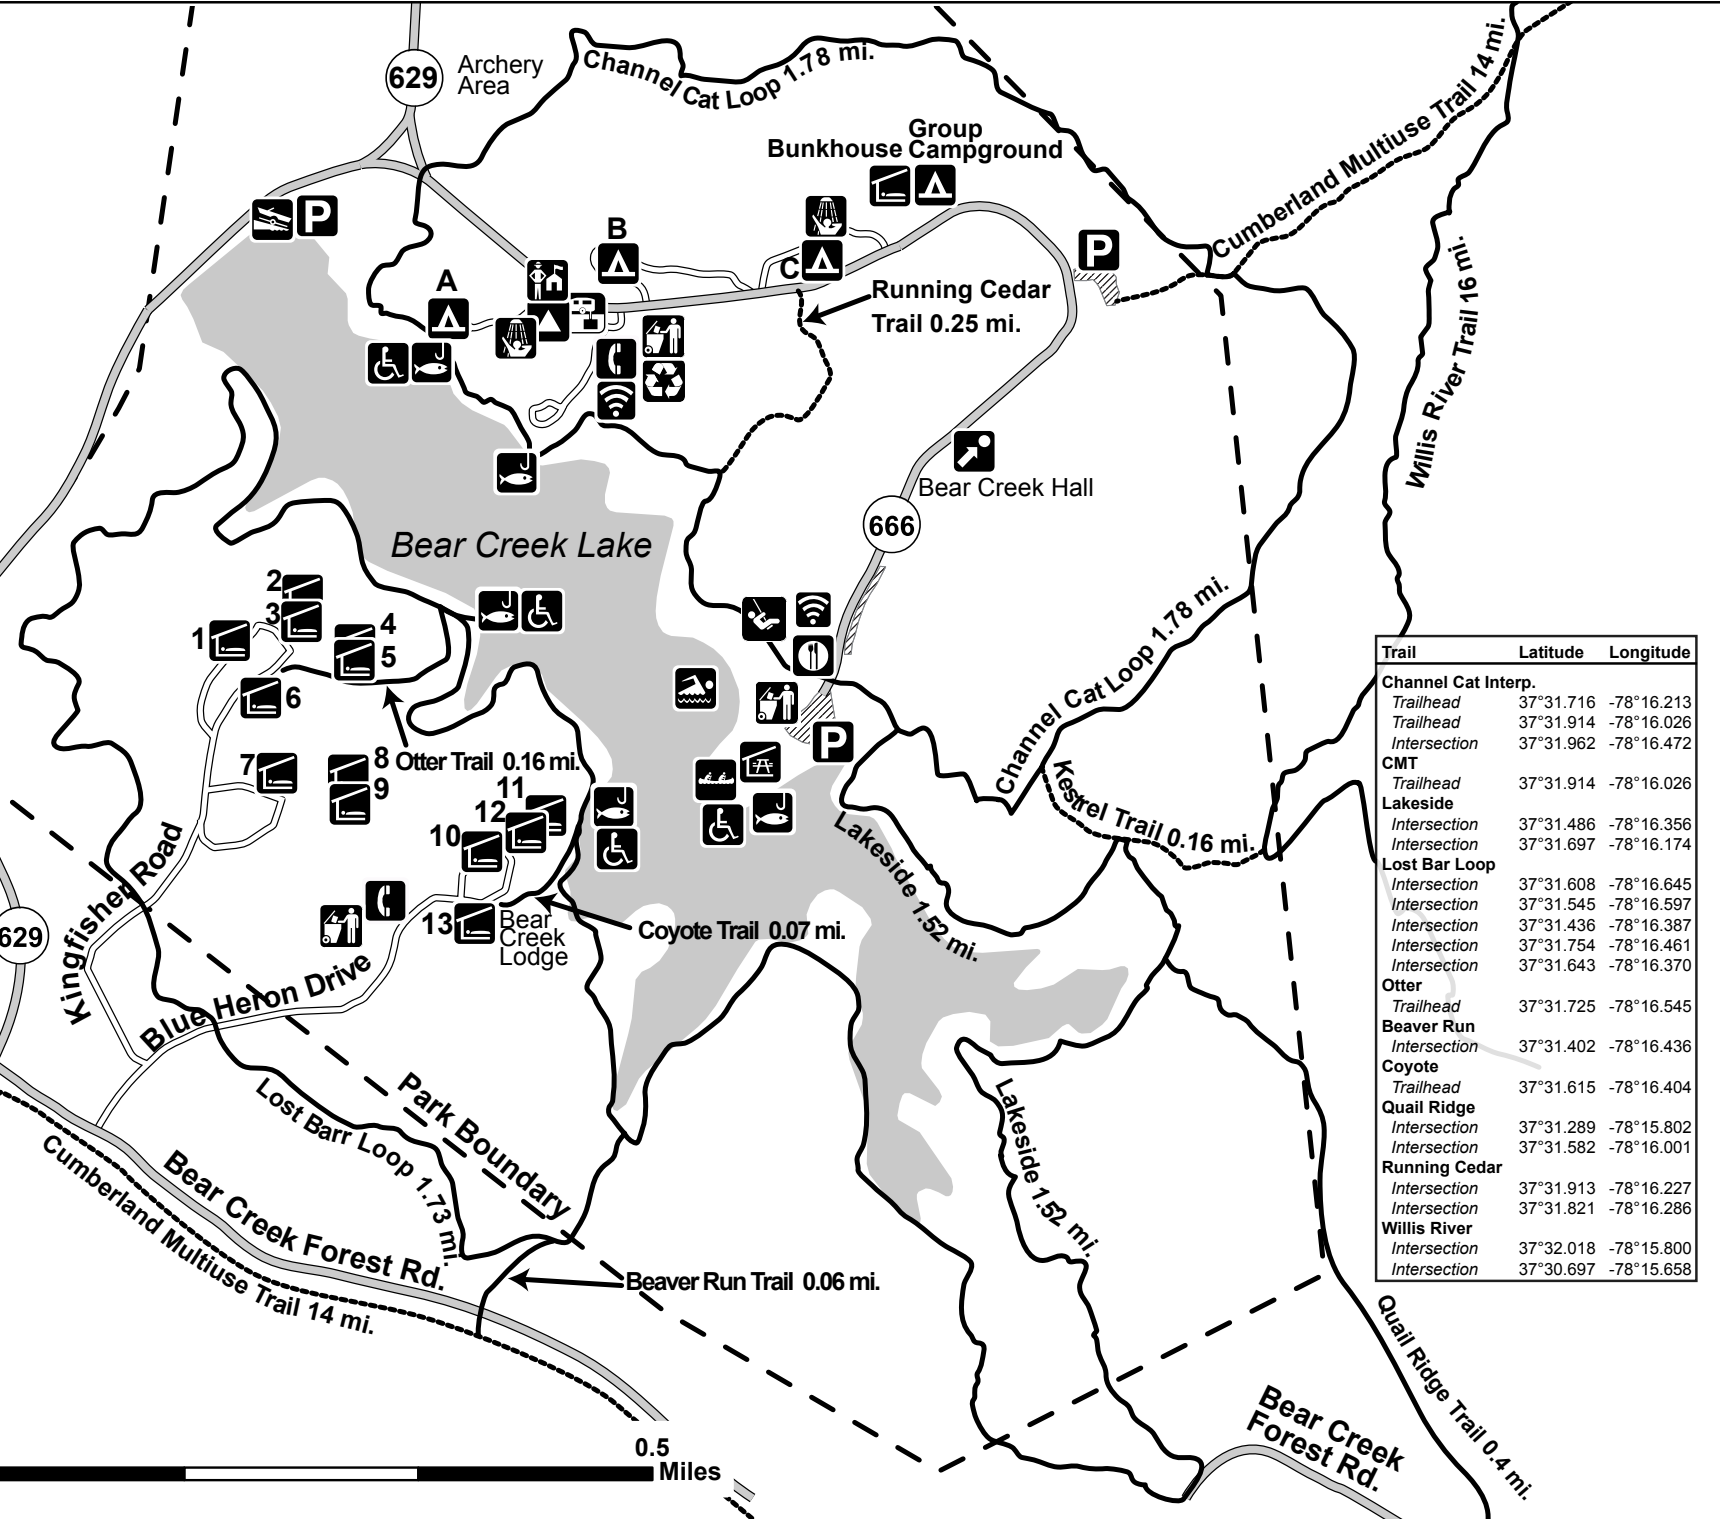 629
Archery
Area
Channel Cat Loop 1.78 mi.
Group
Bunkhouse Campground
Cumberland Multiuse Trail 14 mi.
P
B
A
C
P
Running Cedar
Trail 0.25 mi.
Willis River Trail 16 mi.
Bear Creek Hall
666
Bear Creek Lake
2
3
1
4
5
6
Channel Cat Loop 1.78 mi.
P
7
8
9
Otter Trail 0.16 mi.
11
12
10
Kestrel Trail 0.16 mi.
Lakeside 1.52 mi.
Kingfisher Road
629
13
Bear
Creek
Lodge
Coyote Trail 0.07 mi.
Blue Heron Drive
Lost Barr Loop 1.73 mi.
Park Boundary
Lakeside 1.52 mi.
Bear Creek Forest Rd.
Cumberland Multiuse Trail 14 mi.
Beaver Run Trail 0.06 mi.
Quail Ridge Trail 0.4 mi.
Bear Creek
Forest Rd.
0.5
Miles
Trail Latitude Longitude
Channel Cat Interp.
Trailhead 37°31.716 -78°16.213
Trailhead 37°31.914 -78°16.026
Intersection 37°31.962 -78°16.472
CMT
Trailhead 37°31.914 -78°16.026
Lakeside
Intersection 37°31.486 -78°16.356
Intersection 37°31.697 -78°16.174
Lost Bar Loop
Intersection 37°31.608 -78°16.645
Intersection 37°31.545 -78°16.597
Intersection 37°31.436 -78°16.387
Intersection 37°31.754 -78°16.461
Intersection 37°31.643 -78°16.370
Otter
Trailhead 37°31.725 -78°16.545
Beaver Run
Intersection 37°31.402 -78°16.436
Coyote
Trailhead 37°31.615 -78°16.404
Quail Ridge
Intersection 37°31.289 -78°15.802
Intersection 37°31.582 -78°16.001
Running Cedar
Intersection 37°31.913 -78°16.227
Intersection 37°31.821 -78°16.286
Willis River
Intersection 37°32.018 -78°15.800
Intersection 37°30.697 -78°15.658